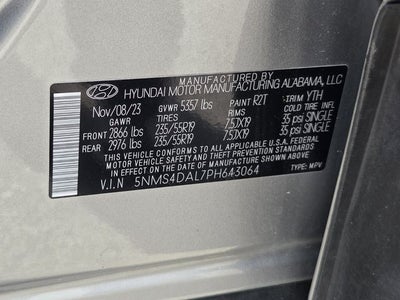 MANUFACTURED BY
HYUNDAI MOTOR MANUFACTURING ALABAMA, LLC
Nov/08/23 GVWR 5357 lbs PAINT R2T TRIM YTH
GAWR TIRES RIMS COLD TIRE INFL
FRONT 2866 lbs 235/55R19 7.5JX19 35 psi SINGLE
REAR 2976 lbs 235/55R19 7.5JX19 35 psi SINGLE
THIS VEHICLE CONFORMS TO ALL APPLICABLE U.S.A. FEDERAL
MOTOR VEHICLE SAFETY, BUMPER, AND THEFT PREVENTION
STANDARDS IN EFFECT ON THE DATE OF MANUFACTURE SHOWN ABOVE.
V.I.N 5NMS4DAL7PH643064 TYPE: MPV